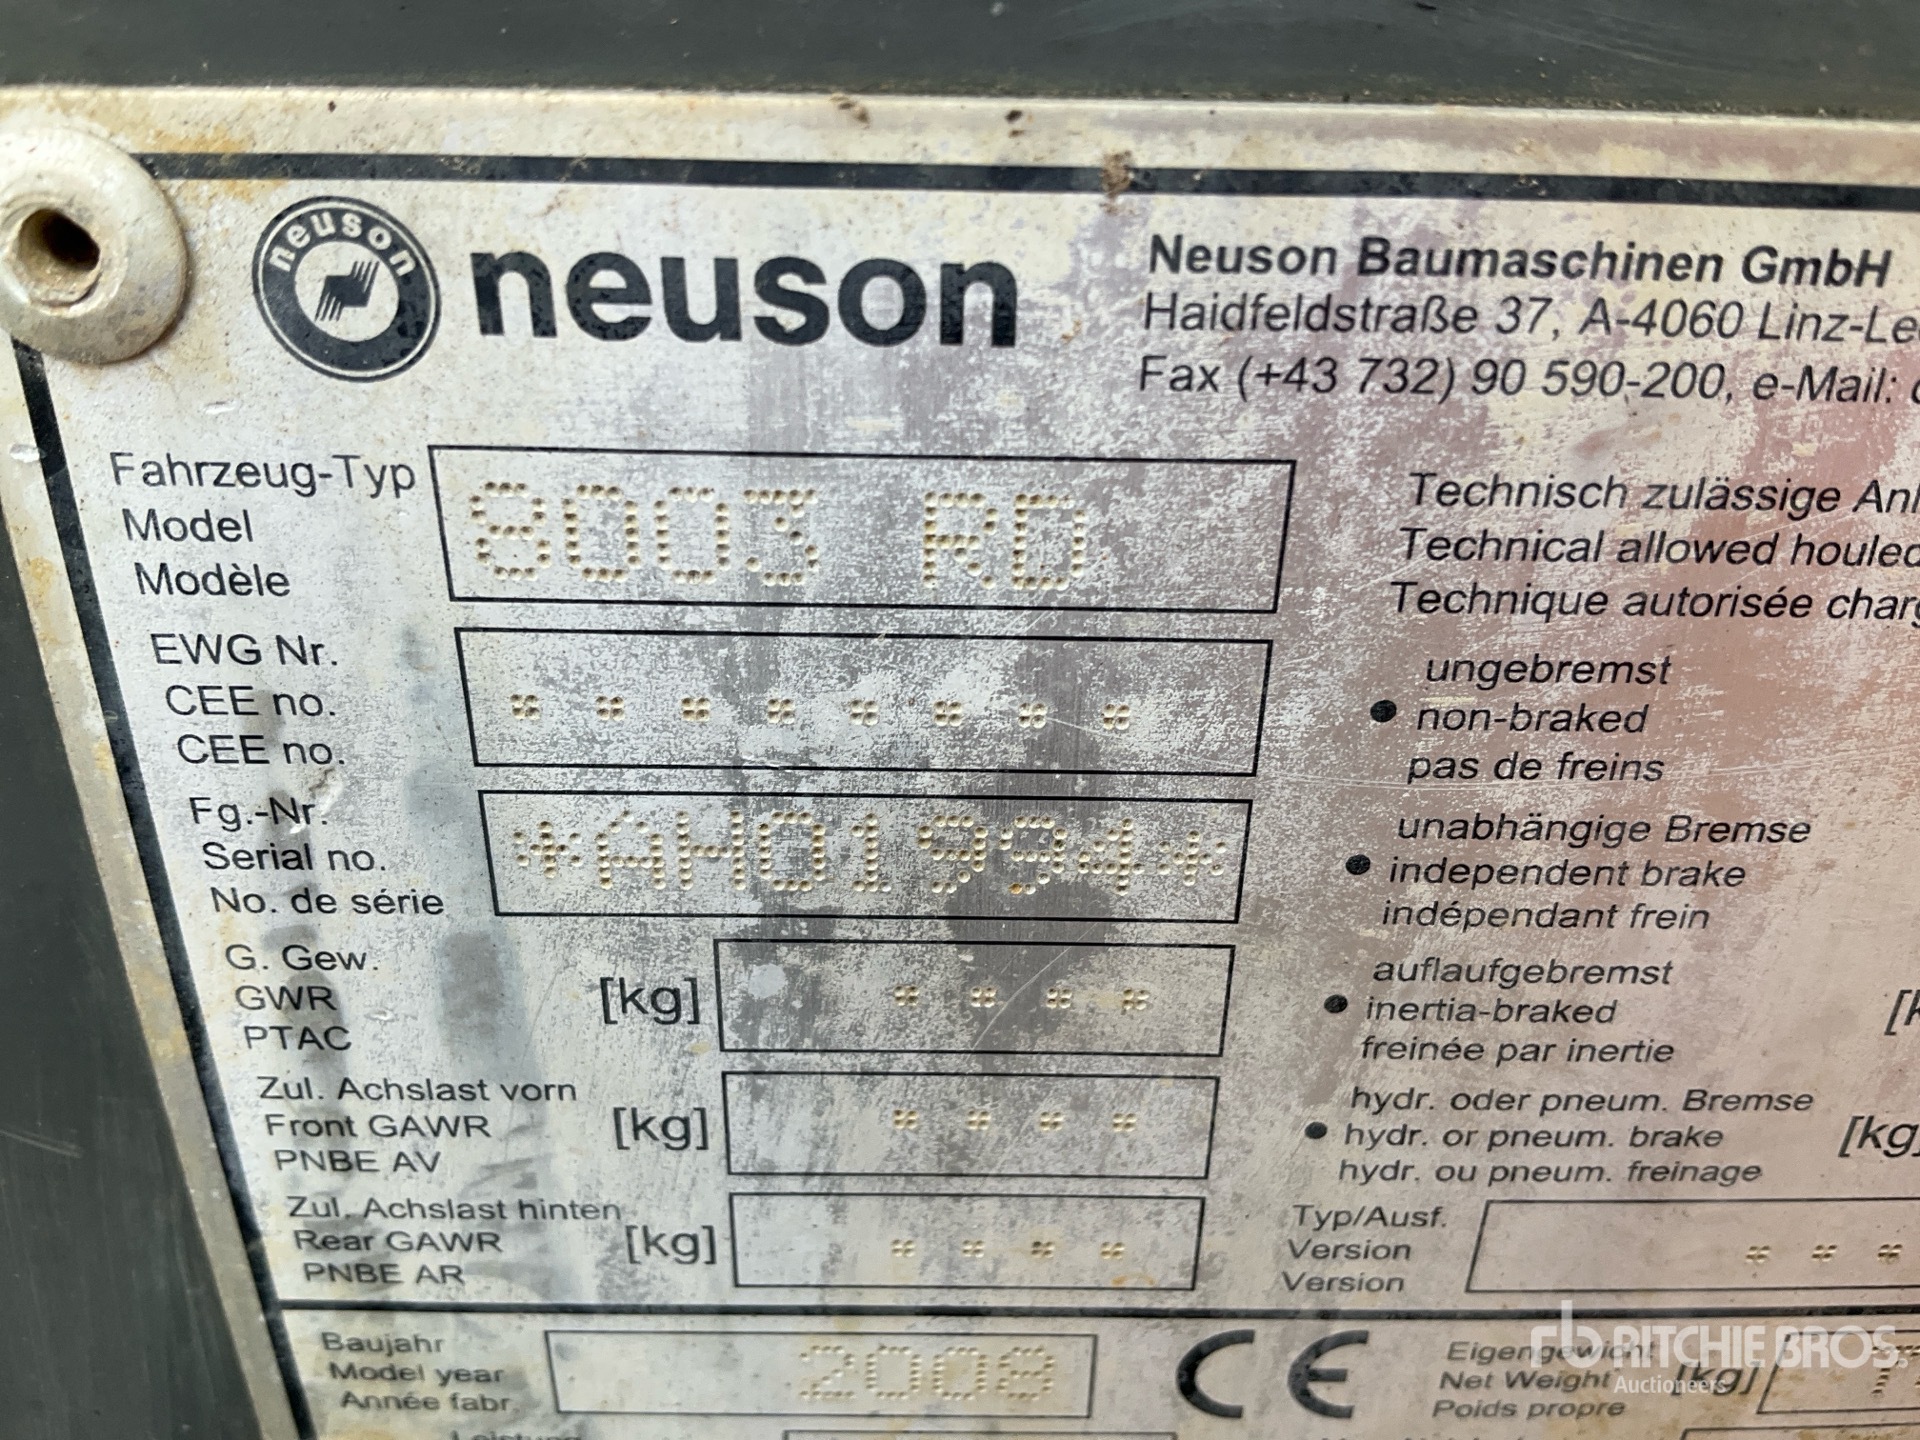 neuson
neuson
Neuson Baumaschinen GmbH
Haidfeldstraße 37, A-4060
Fax (+43 732) 90 590-200, e-Mail:
Fahrzeug-Typ
Model
Modèle
8003 RD
Technisch zulässige
Technical allowed
Technique autorisée
EWG Nr.
CEE no.
CEE no.
ungebremst
• non-braked
pas de freins
Fg.-Nr.
Serial no.
No. de série
*AH01994*
unabhängige Bremse
• independent brake
indépendant frein
G. Gew.
GWR
PTAC
[kg]
auflaufgebremst
• inertia-braked
freinée par inertie
Zul. Achslast vorn
Front GAWR
PNBE AV
[kg]
hydr. oder pneum. Bremse
• hydr. or pneum. brake
hydr. ou pneum. freinage
[kg]
Zul. Achslast hinten
Rear GAWR
PNBE AR
[kg]
Typ/Ausf.
Version
Version
Baujahr
Model year
Année fabr.
2008
CE
Eigengewicht
Net Weight
Poids propre
[kg]
rb RITCHIE BROS.
Auctioneers